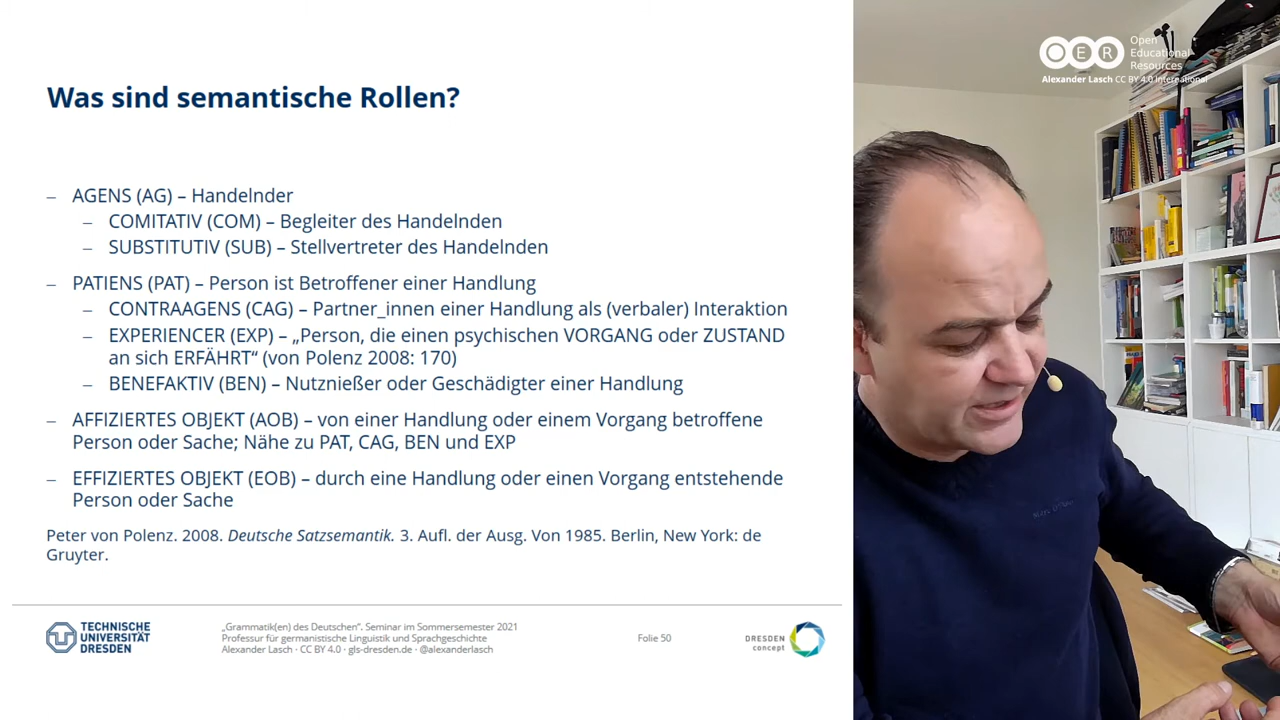 Was sind semantische Rollen?
– AGENS (AG) – Handelnder
– COMITATIV (COM) – Begleiter des Handelnden
– SUBSTITUTIV (SUB) – Stellvertreter des Handelnden
– PATIENS (PAT) – Person ist Betroffener einer Handlung
– CONTRAAGENS (CAG) – Partner_innen einer Handlung als (verbaler) Interaktion
– EXPERIENCER (EXP) – „Person, die einen psychischen VORGANG oder ZUSTAND
an sich ERFÄHRT“ (von Polenz 2008: 170)
– BENEFAKTIV (BEN) – Nutznießer oder Geschädigter einer Handlung
– AFFIZIERTES OBJEKT (AOB) – von einer Handlung oder einem Vorgang betroffene
Person oder Sache; Nähe zu PAT, CAG, BEN und EXP
– EFFIZIERTES OBJEKT (EOB) – durch eine Handlung oder einen Vorgang entstehende
Person oder Sache
Peter von Polenz. 2008. Deutsche Satzsemantik. 3. Aufl. der Ausg. Von 1985. Berlin, New York: de
Gruyter.
TECHNISCHE
UNIVERSITÄT
DRESDEN
„Grammatik(en) des Deutschen“. Seminar im Sommersemester 2021
Professur für germanistische Linguistik und Sprachgeschichte
Alexander Lasch · CC BY 4.0 · gls-dresden.de · @alexanderlasch
Folie 50
DRESDEN
concept
OER
Open
Educational
Resources
Alexander Lasch CC BY 4.0 International